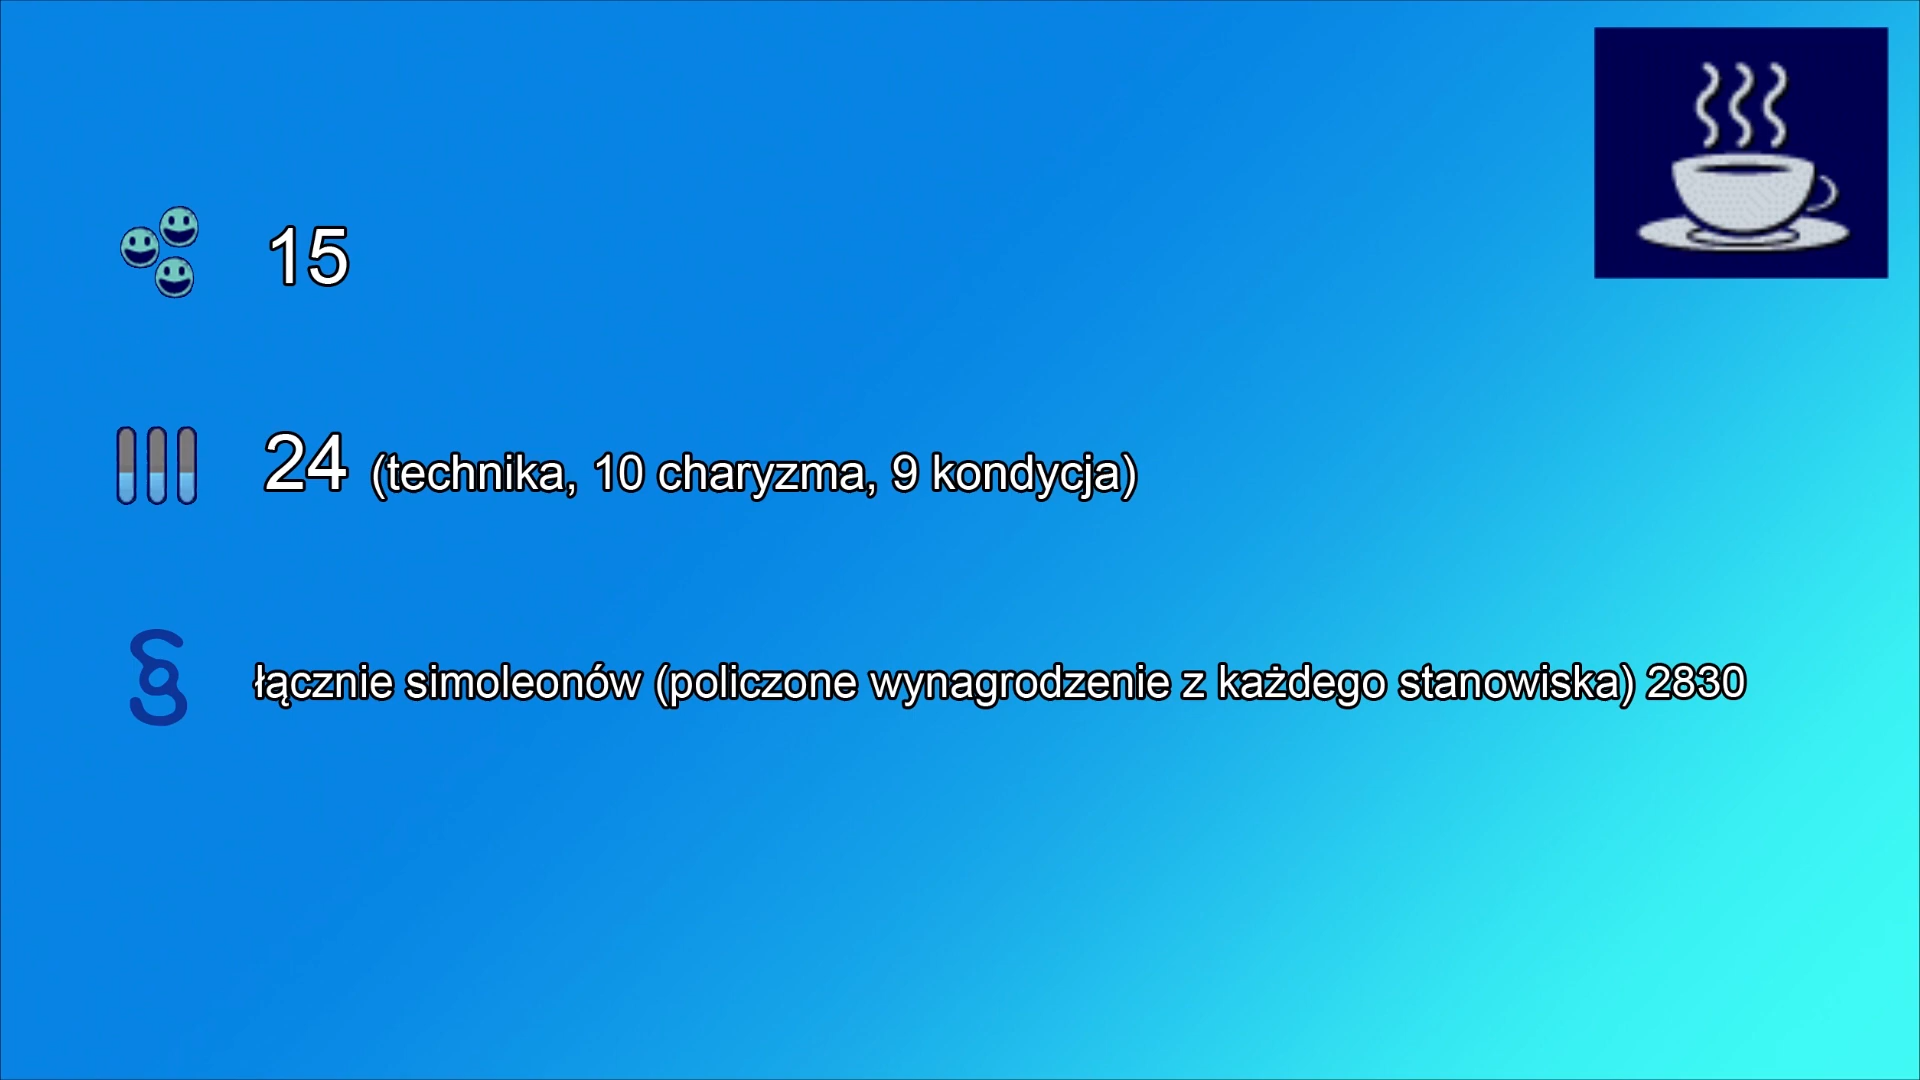 15
24 (technika, 10 charyzma, 9 kondycja)
§ łącznie simoleonów (policzone wynagrodzenie z każdego stanowiska) 2830